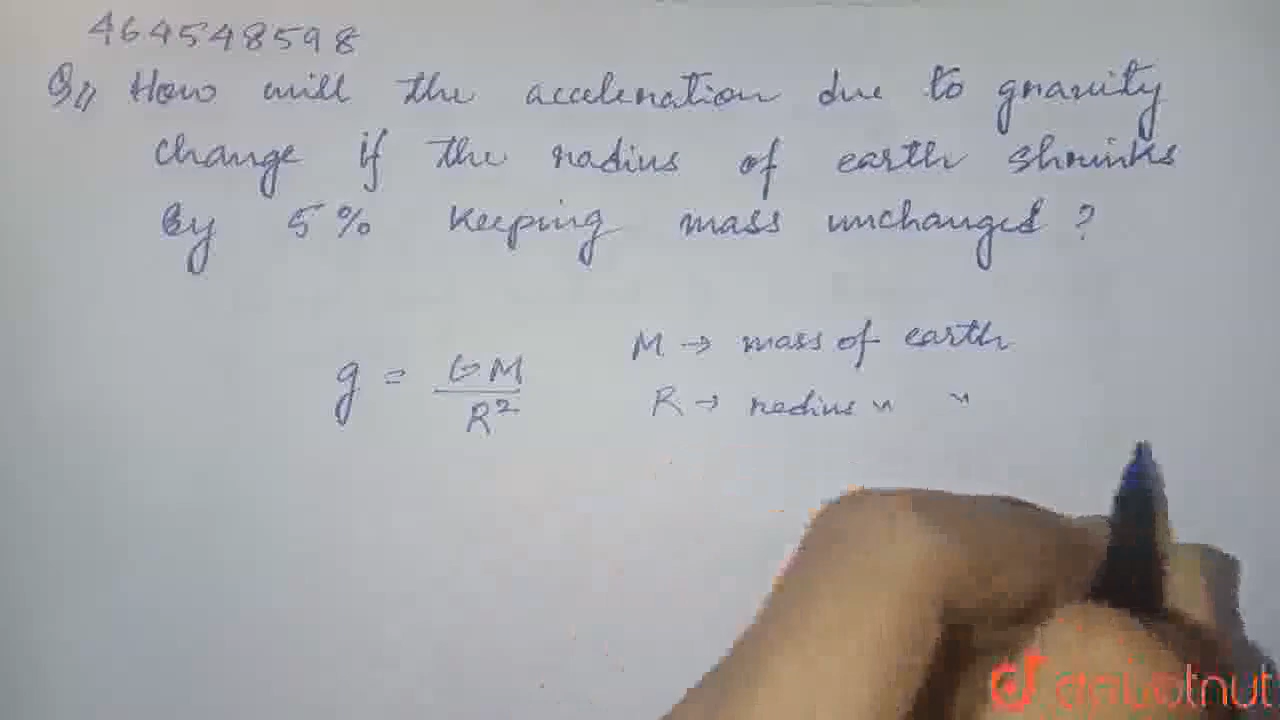 464548598
Q// How will the acceleration due to gravity
change if the radius of earth shrinks
by 5% keeping mass unchanged?
g = GM/R² M → mass of earth
R → radius " "
doubtnut